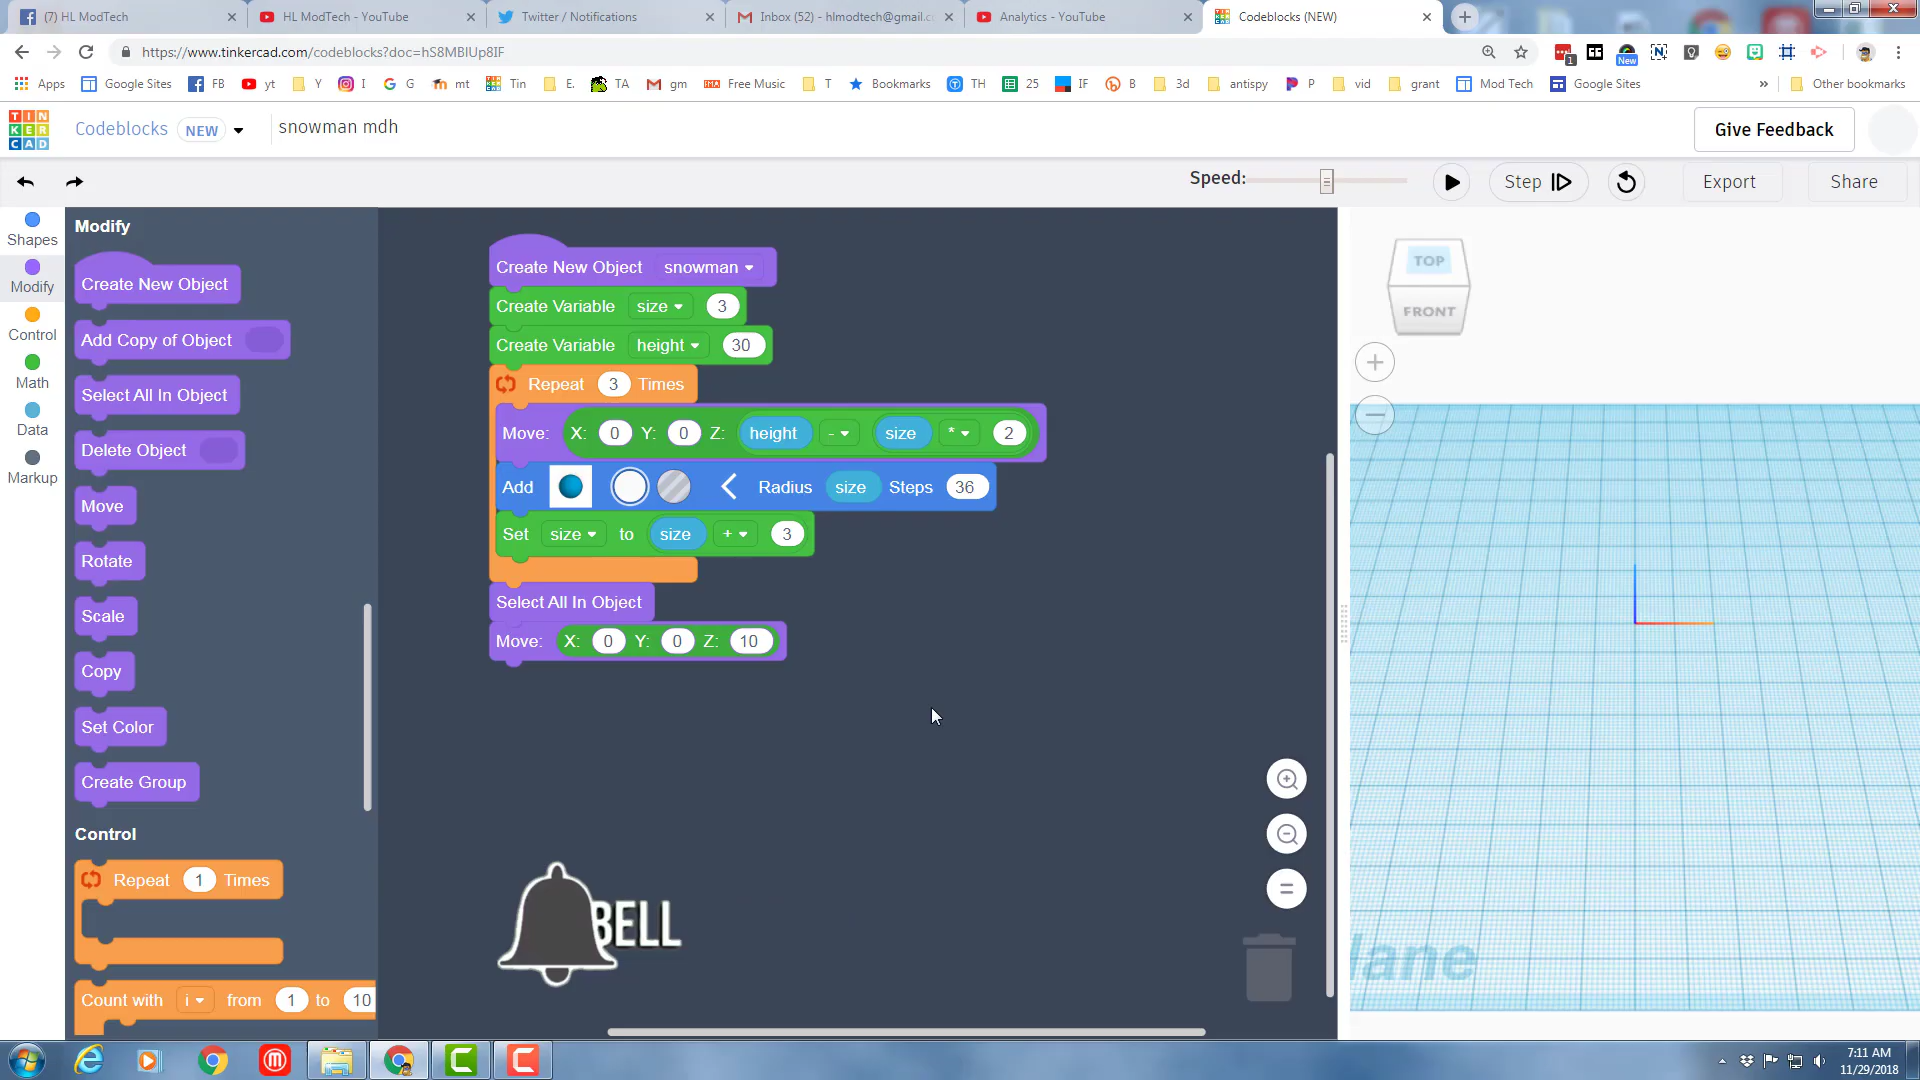 (7) HL ModTech
HL ModTech - YouTube
Twitter / Notifications
Inbox (52) - hlmodtech@gmail.c
Analytics - YouTube
Codeblocks (NEW)
https://www.tinkercad.com/codeblocks?doc=hS8MBlUp8IF
1
New
Apps Google Sites FB yt Y I G mt Tin E. TA gm Free Music T Bookmarks TH 25 IF B 3d antispy P vid grant Mod Tech Google Sites » Other bookmarks
TIN
KER
CAD
Codeblocks NEW snowman mdh
Give Feedback
Speed: Step Export Share
Shapes
Modify
Control
Math
Data
Markup
Modify
Create New Object
Add Copy of Object
Select All In Object
Delete Object
Move
Rotate
Scale
Copy
Set Color
Create Group
Control
Repeat 1 Times
Count with i from 1 to 10
Create New Object snowman
Create Variable size 3
Create Variable height 30
Repeat 3 Times
Move: X: 0 Y: 0 Z: height - size * 2
Add Radius size Steps 36
Set size to size + 3
Select All In Object
Move: X: 0 Y: 0 Z: 10
BELL
TOP
FRONT
lane
7:11 AM
11/29/2018